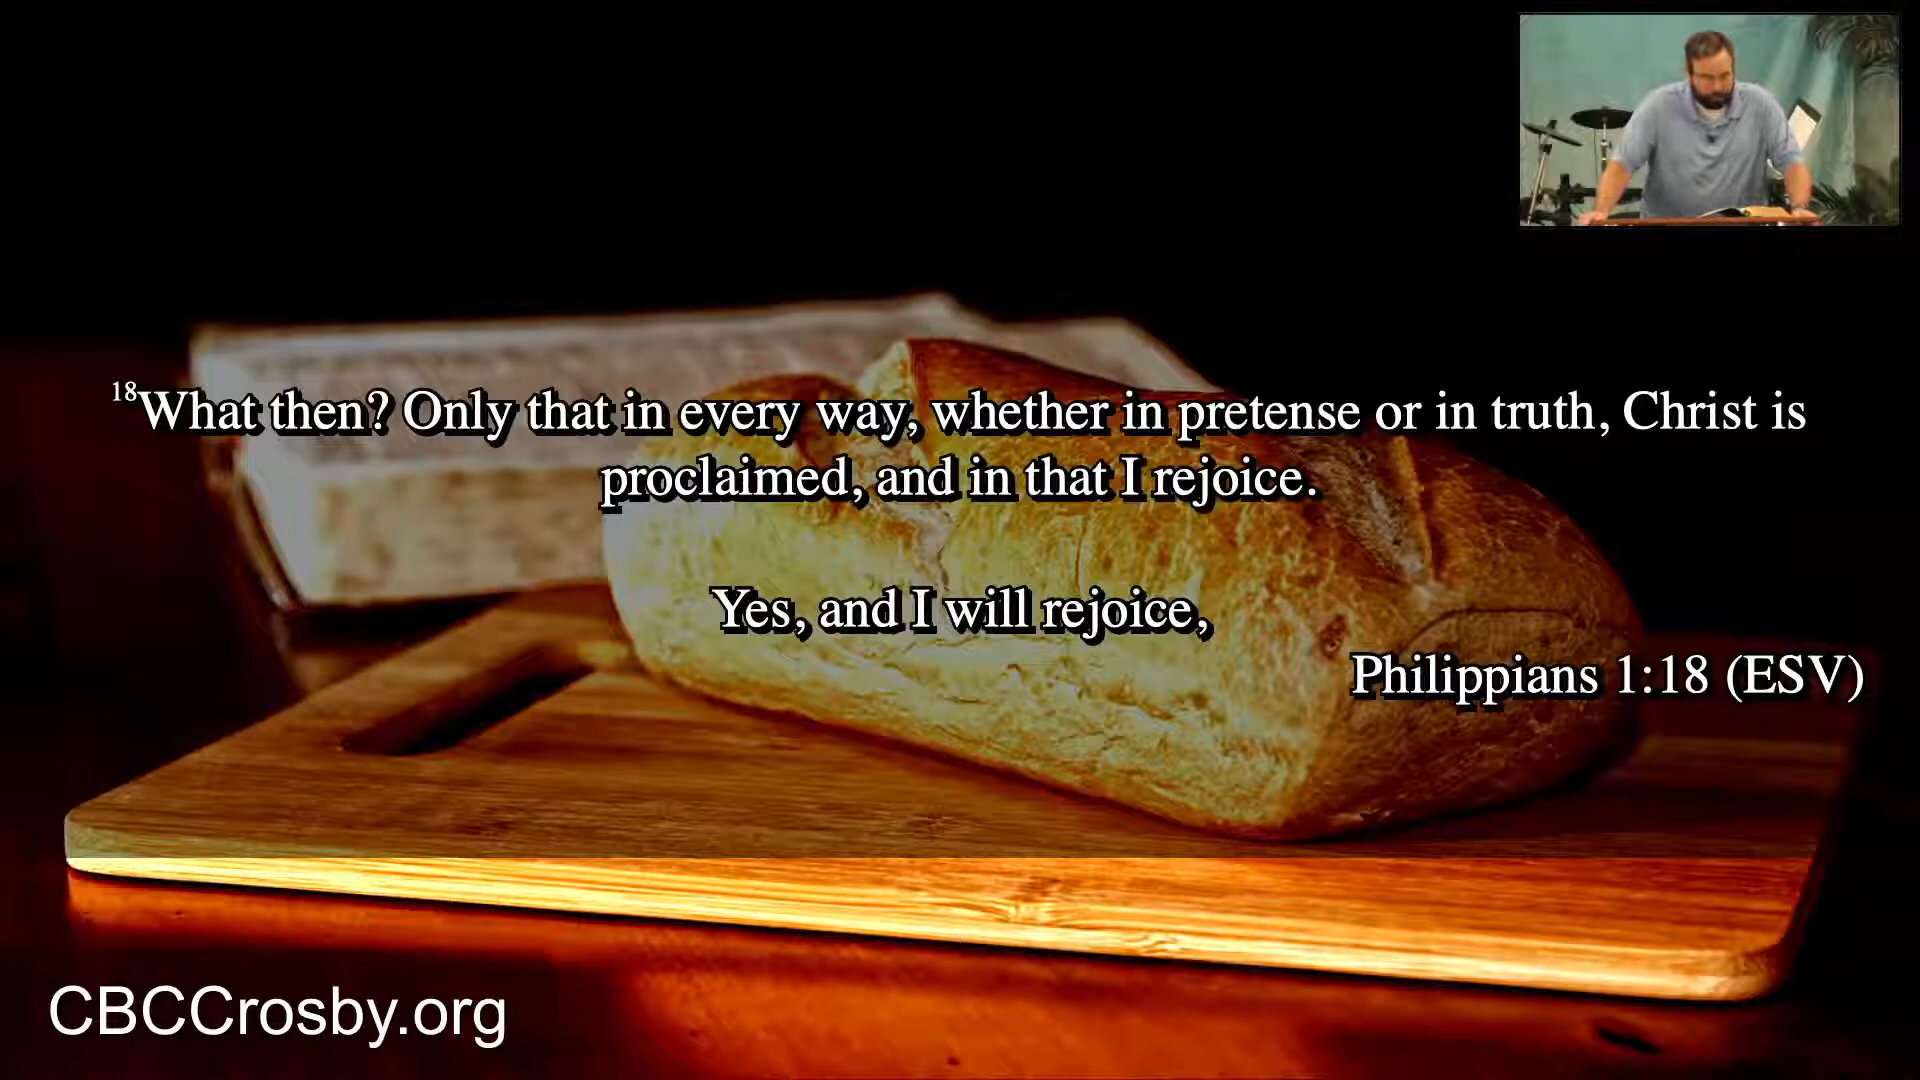 18What then? Only that in every way, whether in pretense or in truth, Christ is
proclaimed, and in that I rejoice.
Yes, and I will rejoice,
Philippians 1:18 (ESV)
CBCCrosby.org